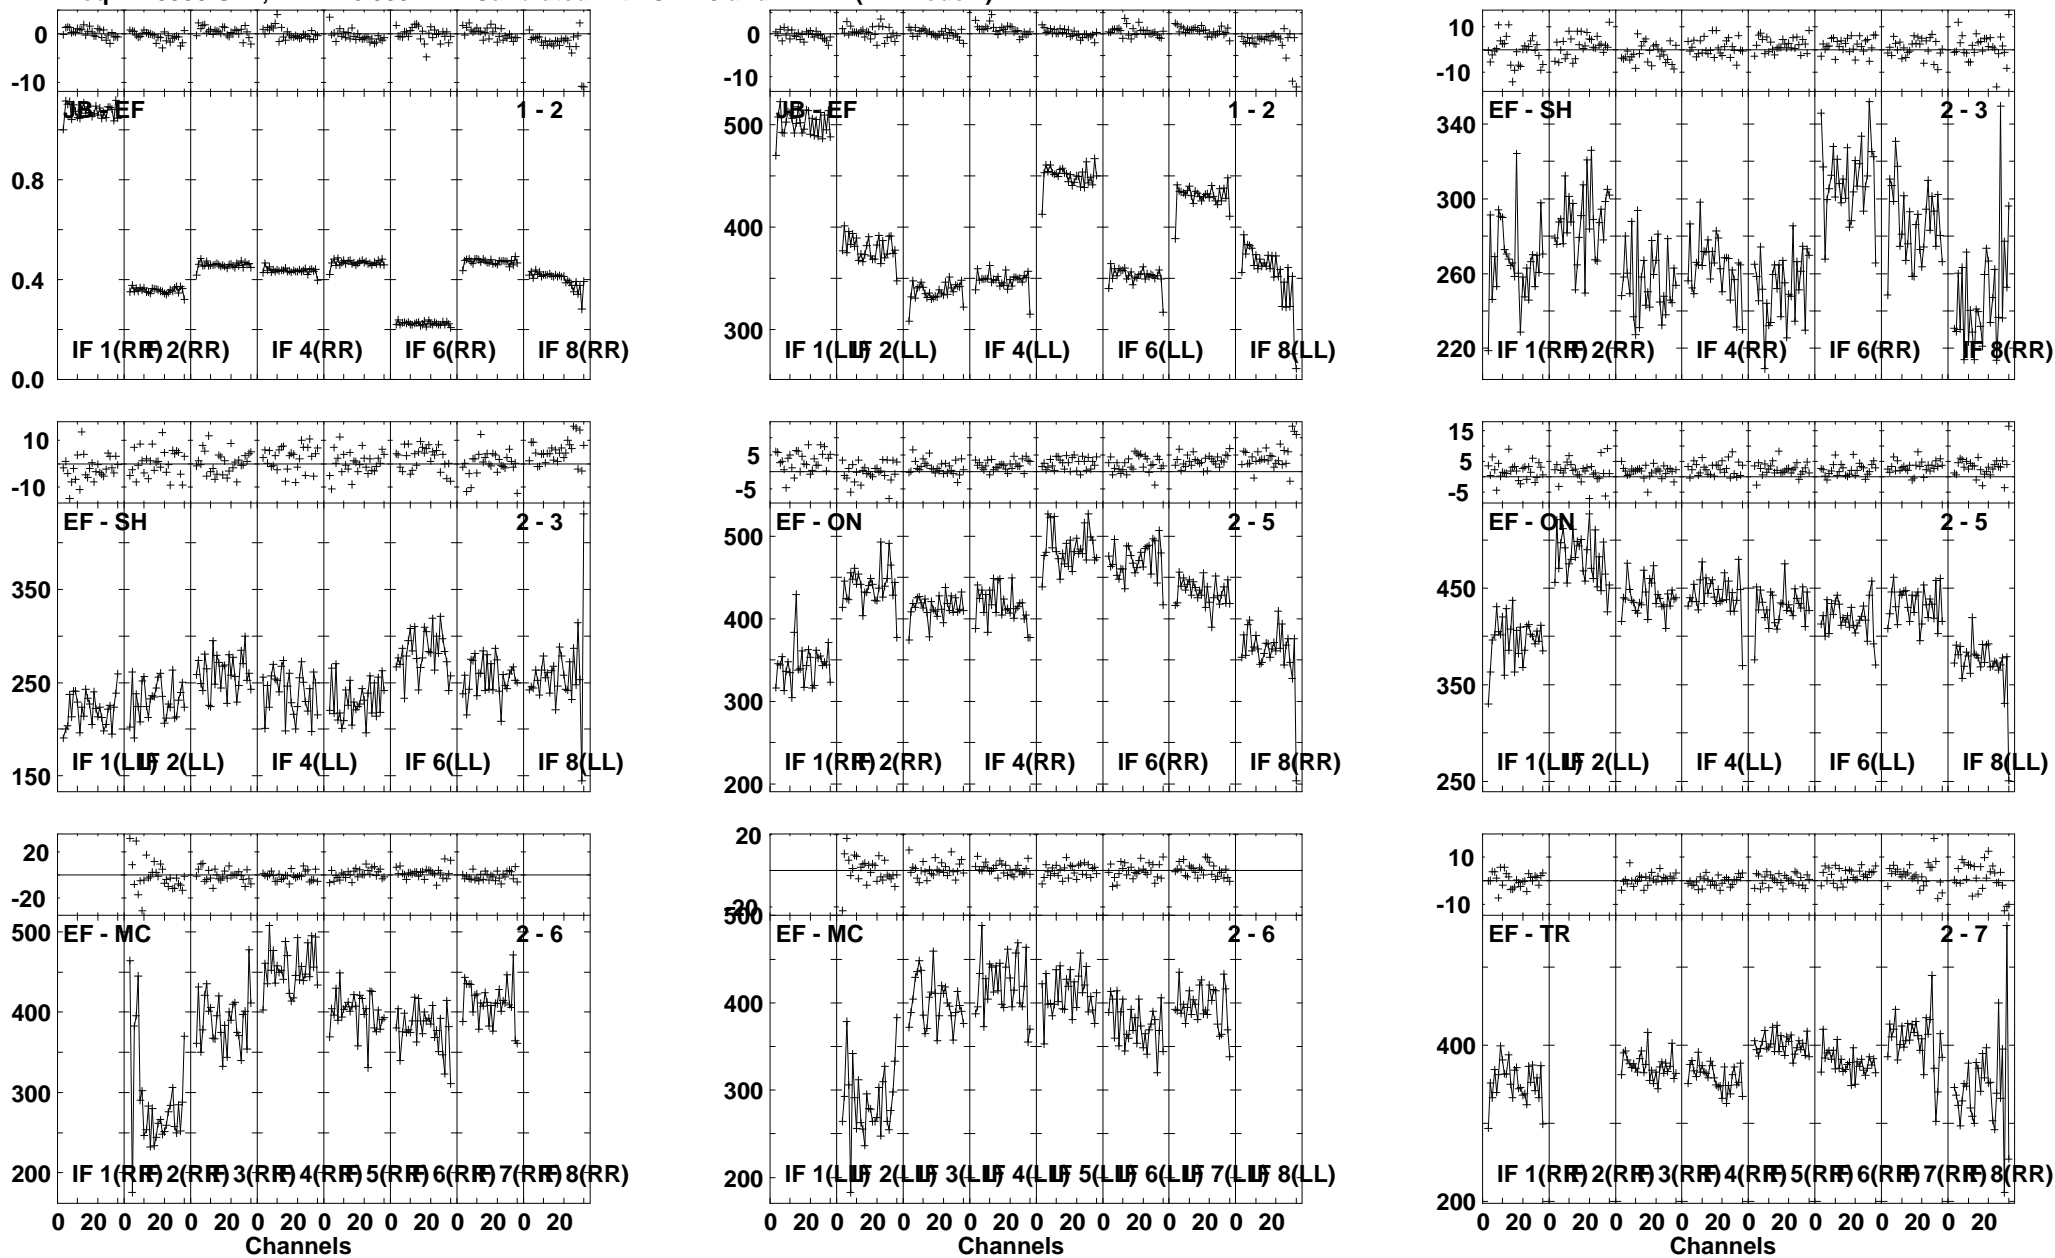 0
-10
JB - EF 1 - 2
0.8
0.4
0.0
IF 1(RR) IF 2(RR) IF 4(RR) IF 6(RR) IF 8(RR)
0
-10
JB - EF 1 - 2
500
400
300
IF 1(LL) IF 2(LL) IF 4(LL) IF 6(LL) IF 8(LL)
10
-10
EF - SH 2 - 3
340
300
260
220
IF 1(RR) IF 2(RR) IF 4(RR) IF 6(RR) IF 8(RR)
10
-10
EF - SH 2 - 3
350
250
150
IF 1(LL) IF 2(LL) IF 4(LL) IF 6(LL) IF 8(LL)
5
-5
EF - ON 2 - 5
500
400
300
200
IF 1(RR) IF 2(RR) IF 4(RR) IF 6(RR) IF 8(RR)
15
5
-5
EF - ON 2 - 5
450
350
250
IF 1(LL) IF 2(LL) IF 4(LL) IF 6(LL) IF 8(LL)
20
-20
EF - MC 2 - 6
500
400
300
200
IF 1(RR) IF 2(RR) IF 3(RR) IF 4(RR) IF 5(RR) IF 6(RR) IF 7(RR) IF 8(RR)
0 20 0 20 0 20 0 20 0 20 0 20 0 20 0 20
Channels
20
-20
EF - MC 2 - 6
500
400
300
200
IF 1(LL) IF 2(LL) IF 3(LL) IF 4(LL) IF 5(LL) IF 6(LL) IF 7(LL) IF 8(LL)
0 20 0 20 0 20 0 20 0 20 0 20 0 20 0 20
Channels
10
-10
EF - TR 2 - 7
400
200
IF 1(RR) IF 2(RR) IF 3(RR) IF 4(RR) IF 5(RR) IF 6(RR) IF 7(RR) IF 8(RR)
0 20 0 20 0 20 0 20 0 20 0 20 0 20 0 20
Channels